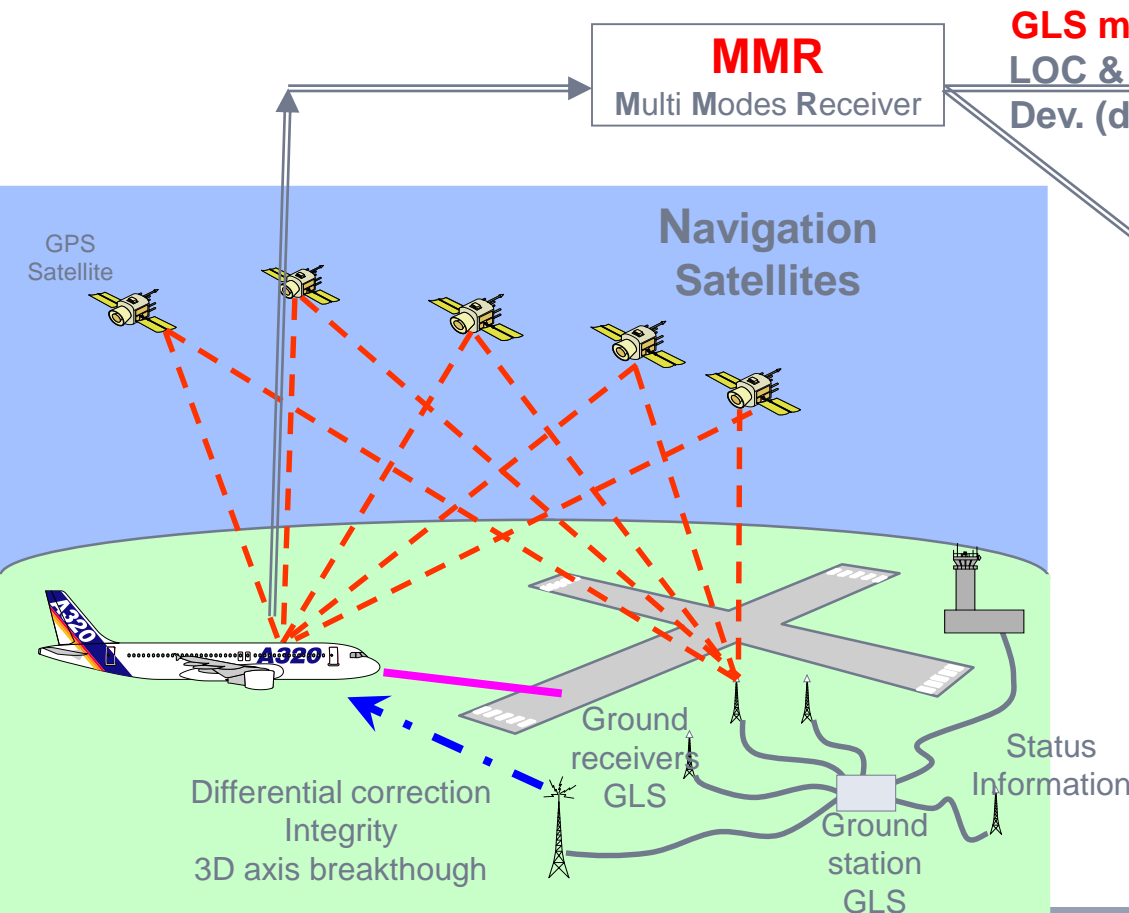 MMR
Multi Modes Receiver
GLS
LOC &
Dev.
Navigation
Satellites
GPS
Satellite
A320
A320
Ground
receivers
GLS
Status
Information
Differential correction
Integrity
3D axis breakthough
Ground
station
GLS